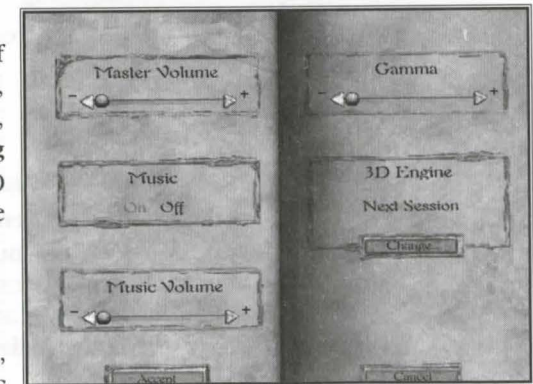 Master Volume
- +
Music
On Off
Music Volume
- +
Accept
Gamma
- +
3D Engine
Next Session
Change...
Cancel